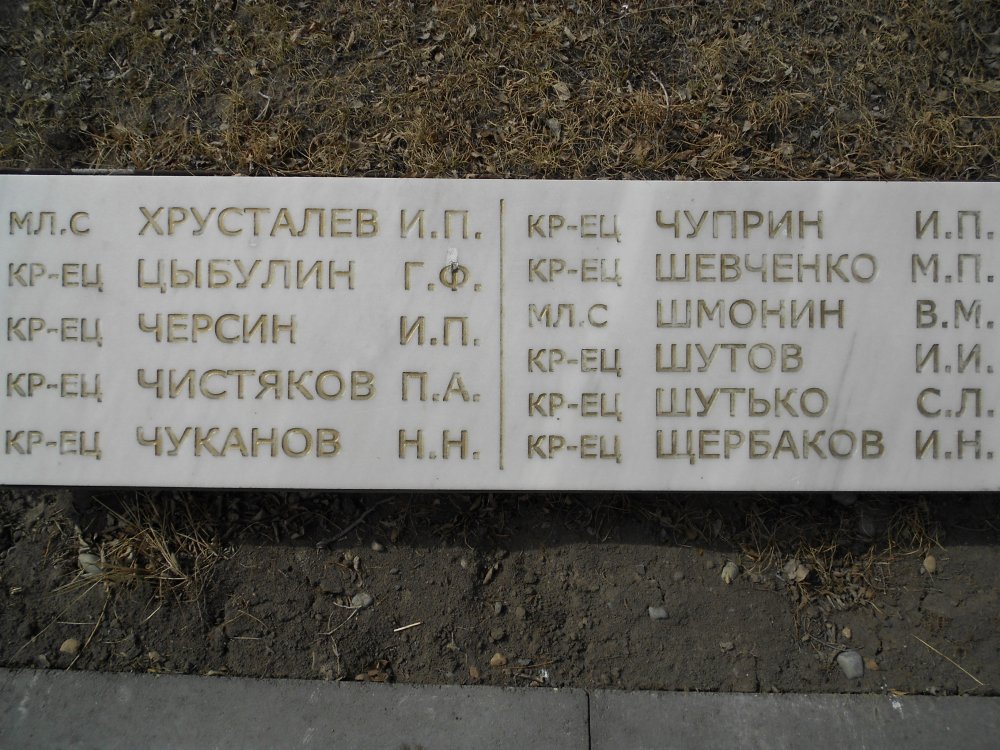 МЛ.С ХРУСТАЛЕВ И.П.
КР-ЕЦ ЦЫБУЛИН Г.Ф.
КР-ЕЦ ЧЕРСИН И.П.
КР-ЕЦ ЧИСТЯКОВ П.А.
КР-ЕЦ ЧУКАНОВ Н.Н.
КР-ЕЦ ЧУПРИН И.П.
КР-ЕЦ ШЕВЧЕНКО М.П.
МЛ.С ШМОНИН В.М.
КР-ЕЦ ШУТОВ И.И.
КР-ЕЦ ШУТЬКО С.Л.
КР-ЕЦ ЩЕРБАКОВ И.Н.